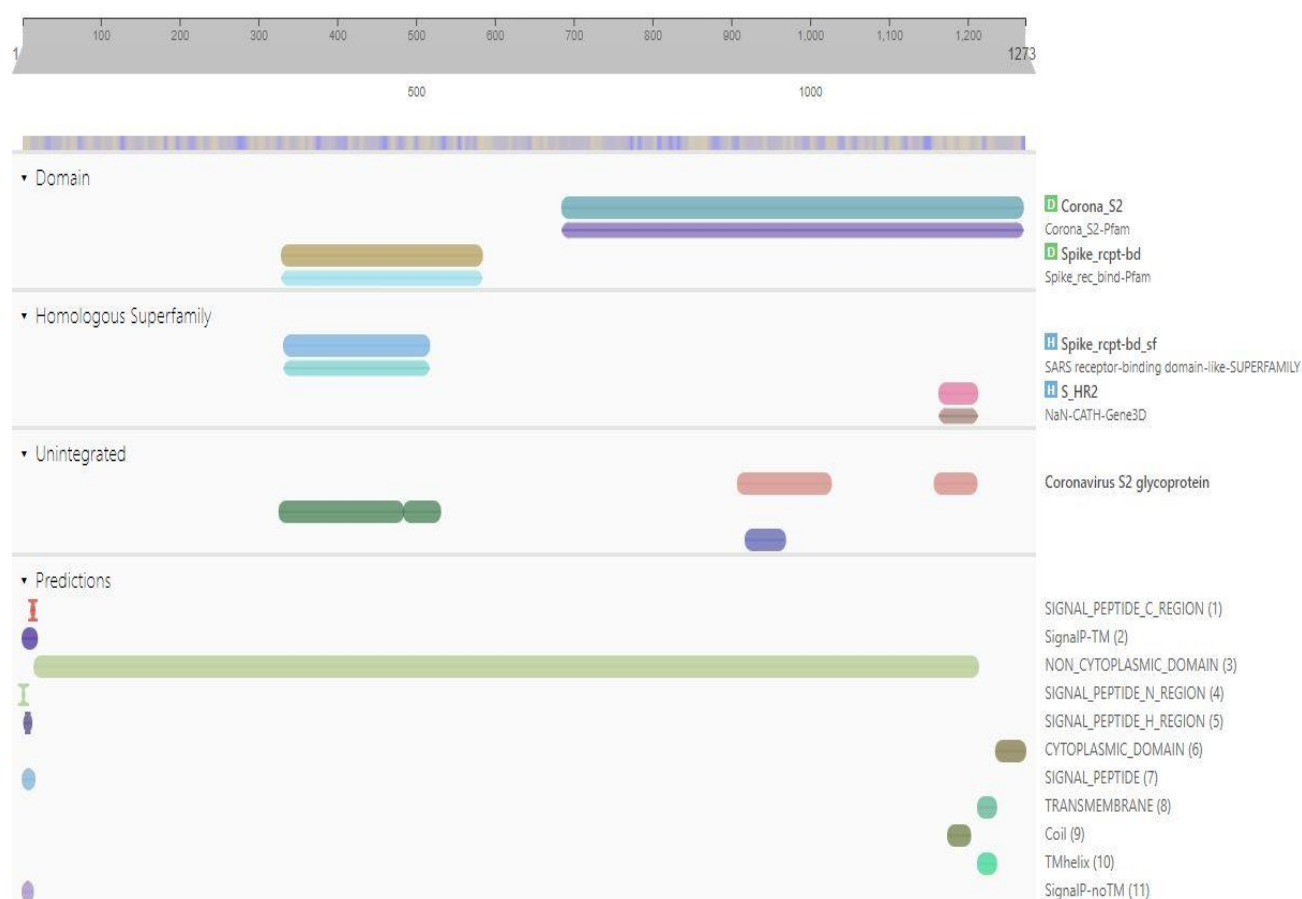 100 200 300 400 500 600 700 800 900 1,000 1,100 1,200
1 1273
500 1000
Domain
D Corona_S2
Corona_S2-Pfam
D Spike_rcpt-bd
Spike_rec_bind-Pfam
Homologous Superfamily
H Spike_rcpt-bd_sf
SARS receptor-binding domain-like-SUPERFAMILY
H S_HR2
NaN-CATH-Gene3D
Unintegrated
Coronavirus S2 glycoprotein
Predictions
SIGNAL_PEPTIDE_C_REGION (1)
SignalP-TM (2)
NON_CYTOPLASMIC_DOMAIN (3)
SIGNAL_PEPTIDE_N_REGION (4)
SIGNAL_PEPTIDE_H_REGION (5)
CYTOPLASMIC_DOMAIN (6)
SIGNAL_PEPTIDE (7)
TRANSMEMBRANE (8)
Coil (9)
TMhelix (10)
SignalP-noTM (11)